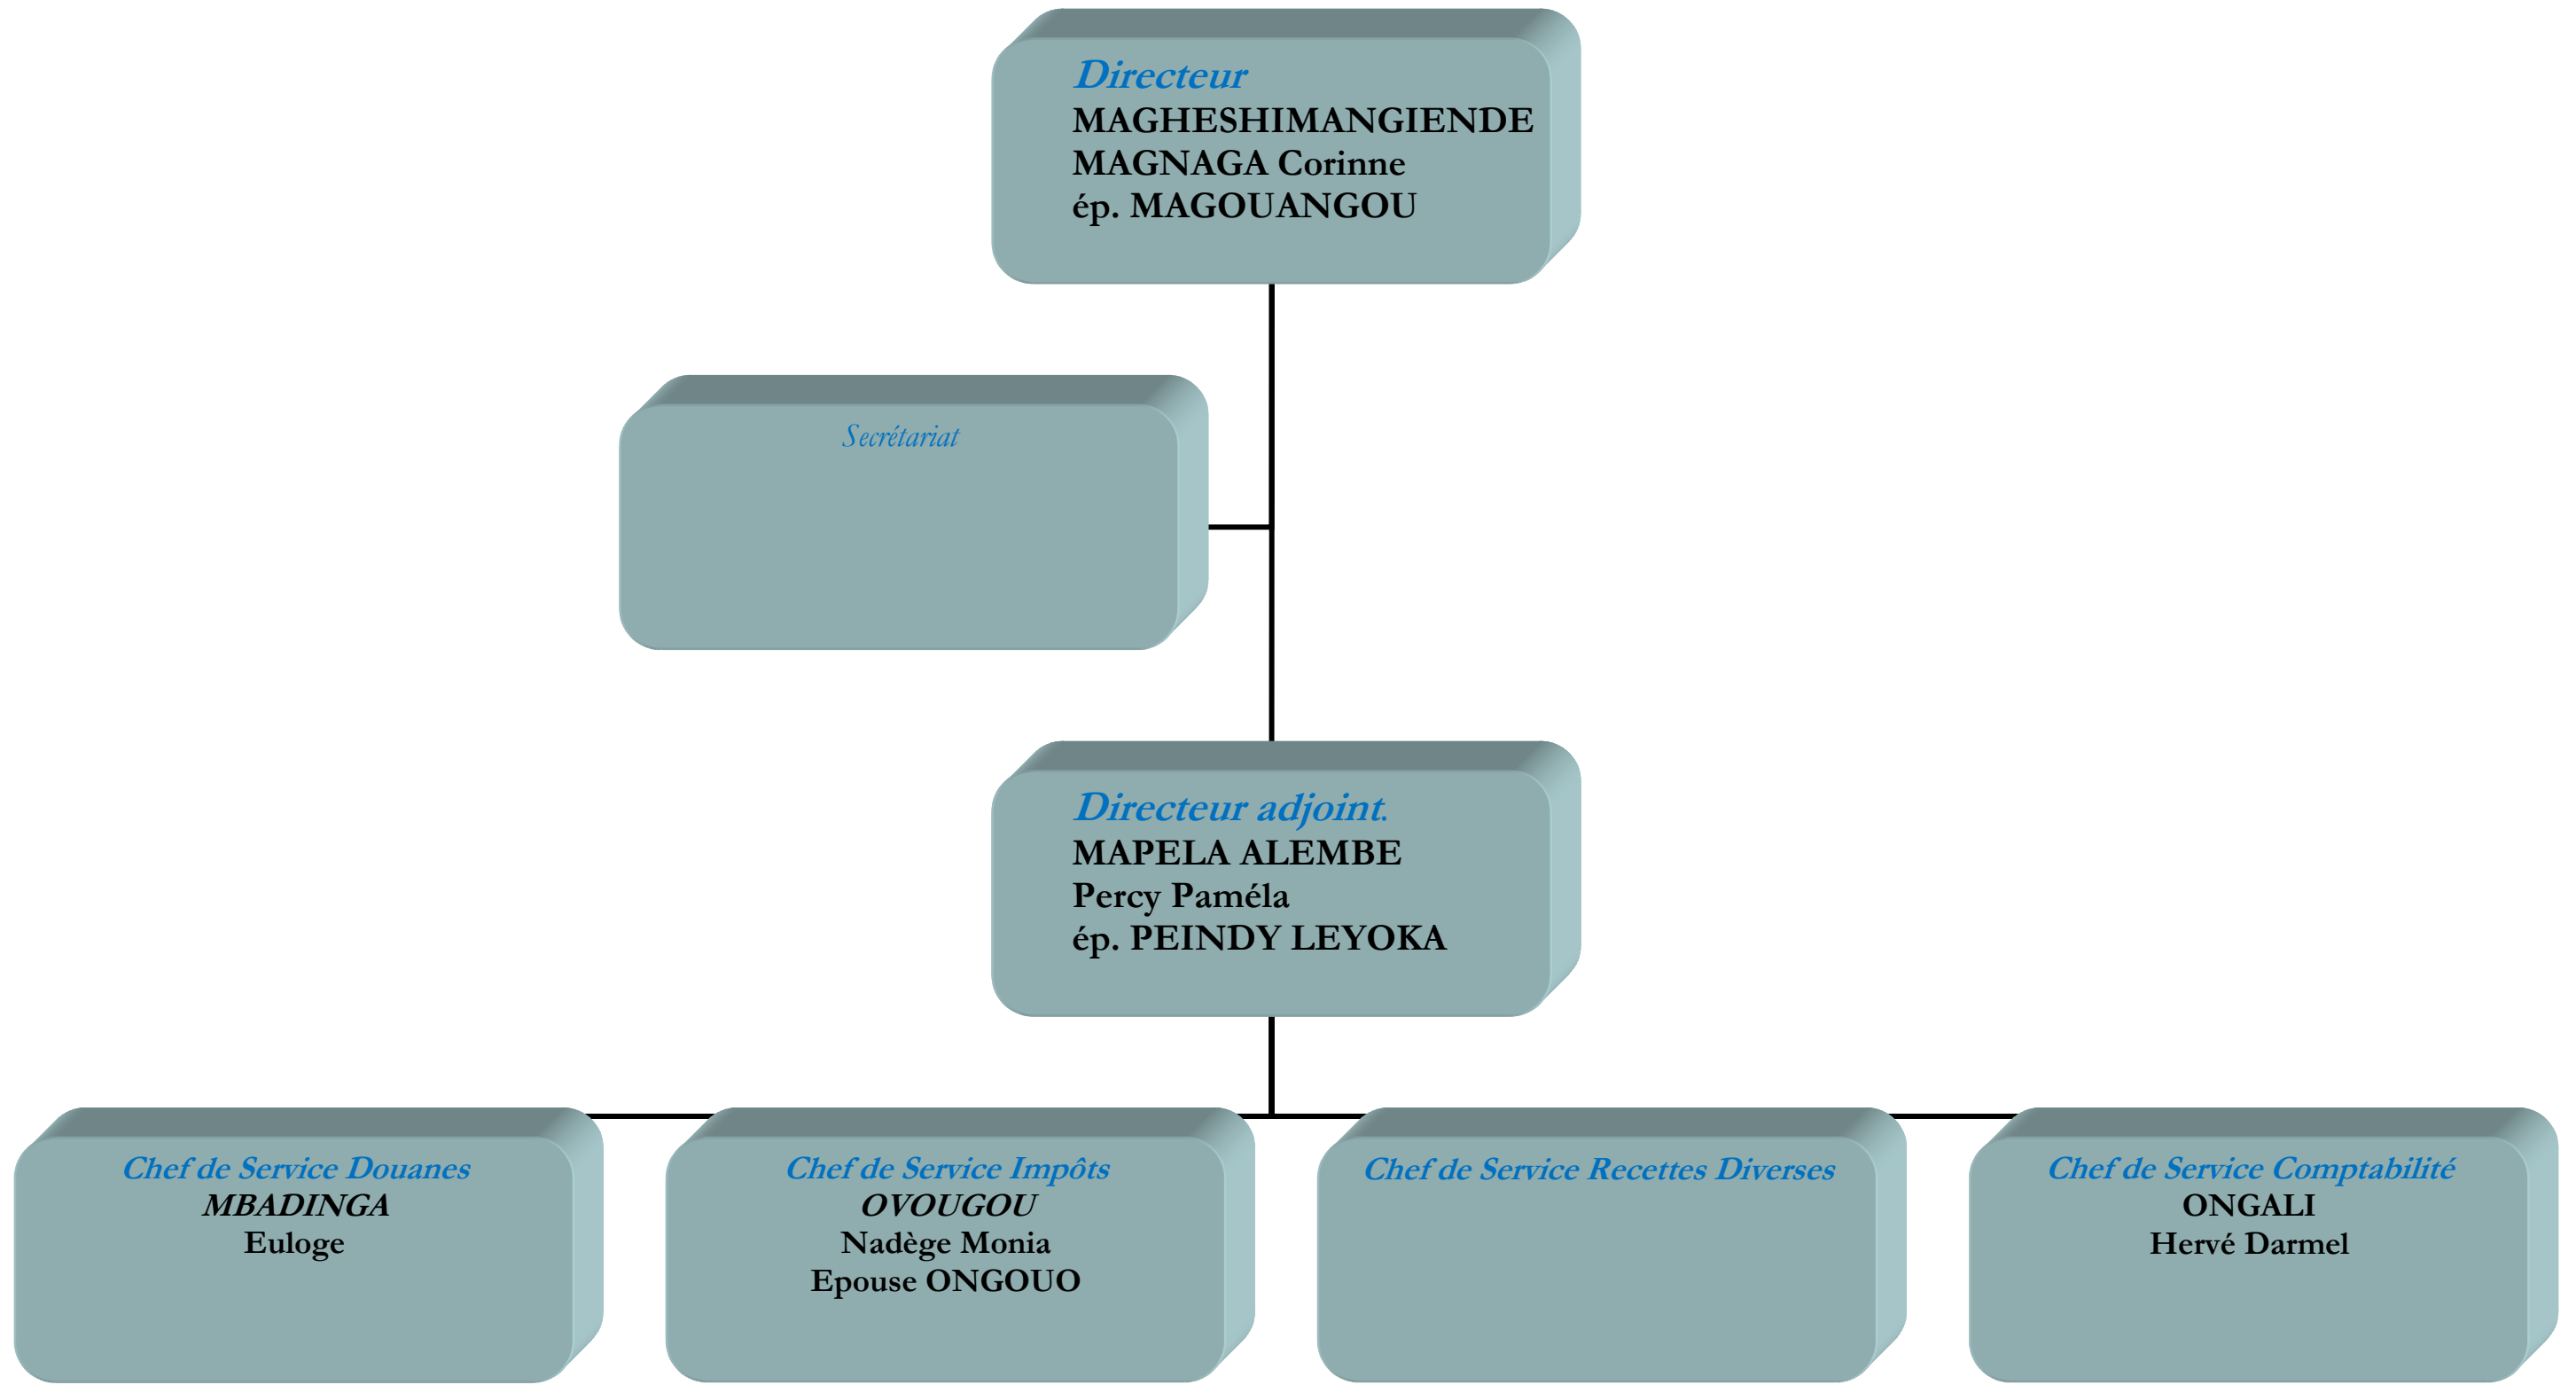 Directeur
MAGHESHIMANGIENDE
MAGNAGA Corinne
ép. MAGOUANGOU
Secrétariat
Directeur adjoint.
MAPELA ALEMBE
Percy Paméla
ép. PEINDY LEYOKA
Chef de Service Douanes
MBADINGA
Euloge
Chef de Service Impôts
OVOUGOU
Nadège Monia
Epouse ONGOUO
Chef de Service Recettes Diverses
Chef de Service Comptabilité
ONGALI
Hervé Darmel